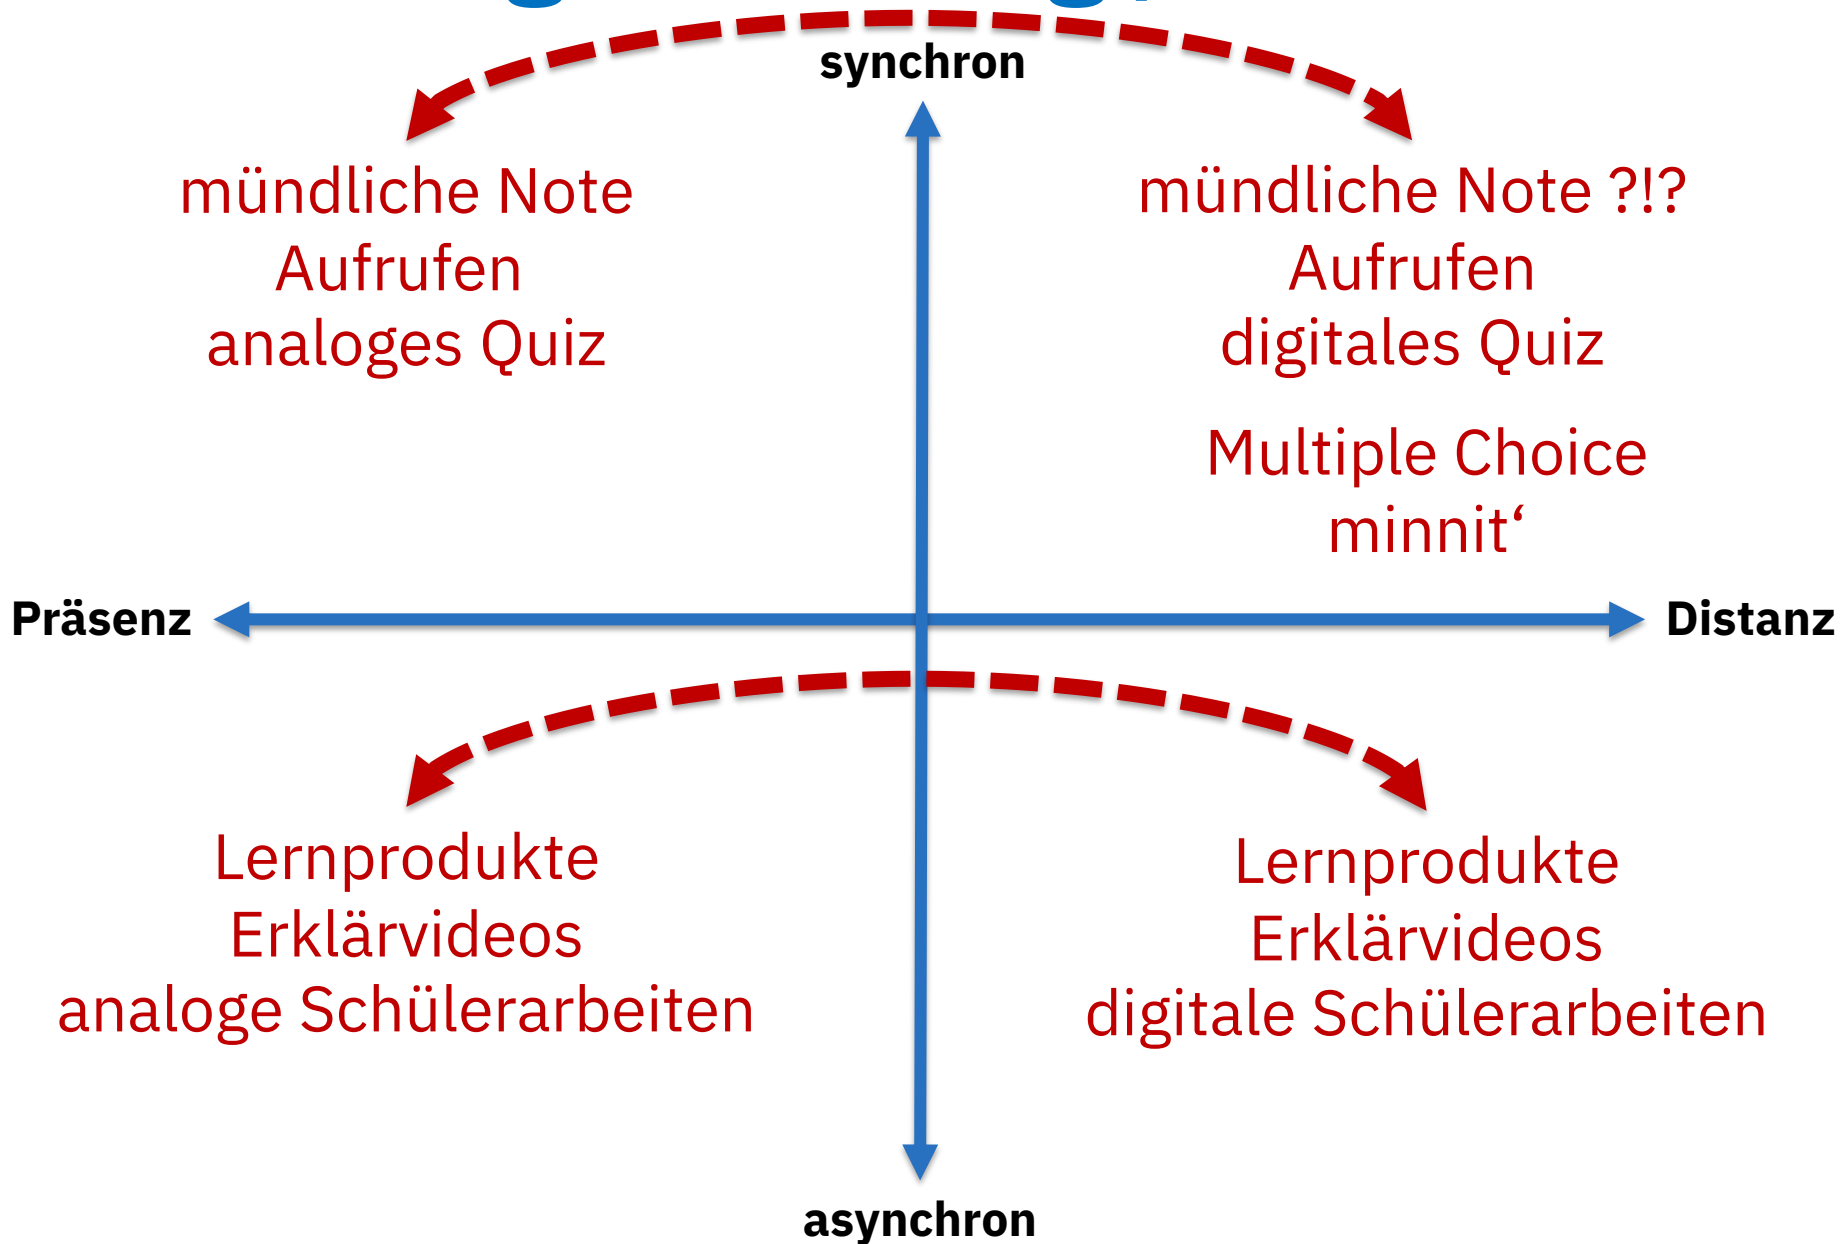 synchron
mündliche Note
Aufrufen
analoges Quiz
mündliche Note ?!?
Aufrufen
digitales Quiz
Multiple Choice
minnit‘
Präsenz
Distanz
Lernprodukte
Erklärvideos
analoge Schülerarbeiten
Lernprodukte
Erklärvideos
digitale Schülerarbeiten
asynchron